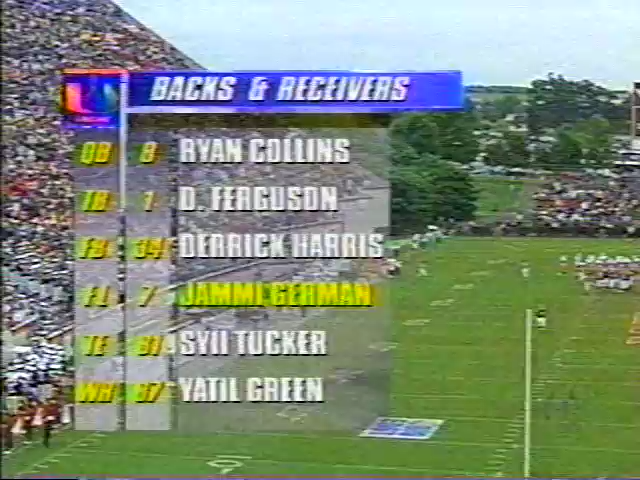 BACKS & RECEIVERS
QB 8 RYAN COLLINS
TB 1 D. FERGUSON
FB 34 DERRICK HARRIS
FL 7 JAMMI GERMAN
TE 81 SYII TUCKER
WR 87 YATIL GREEN